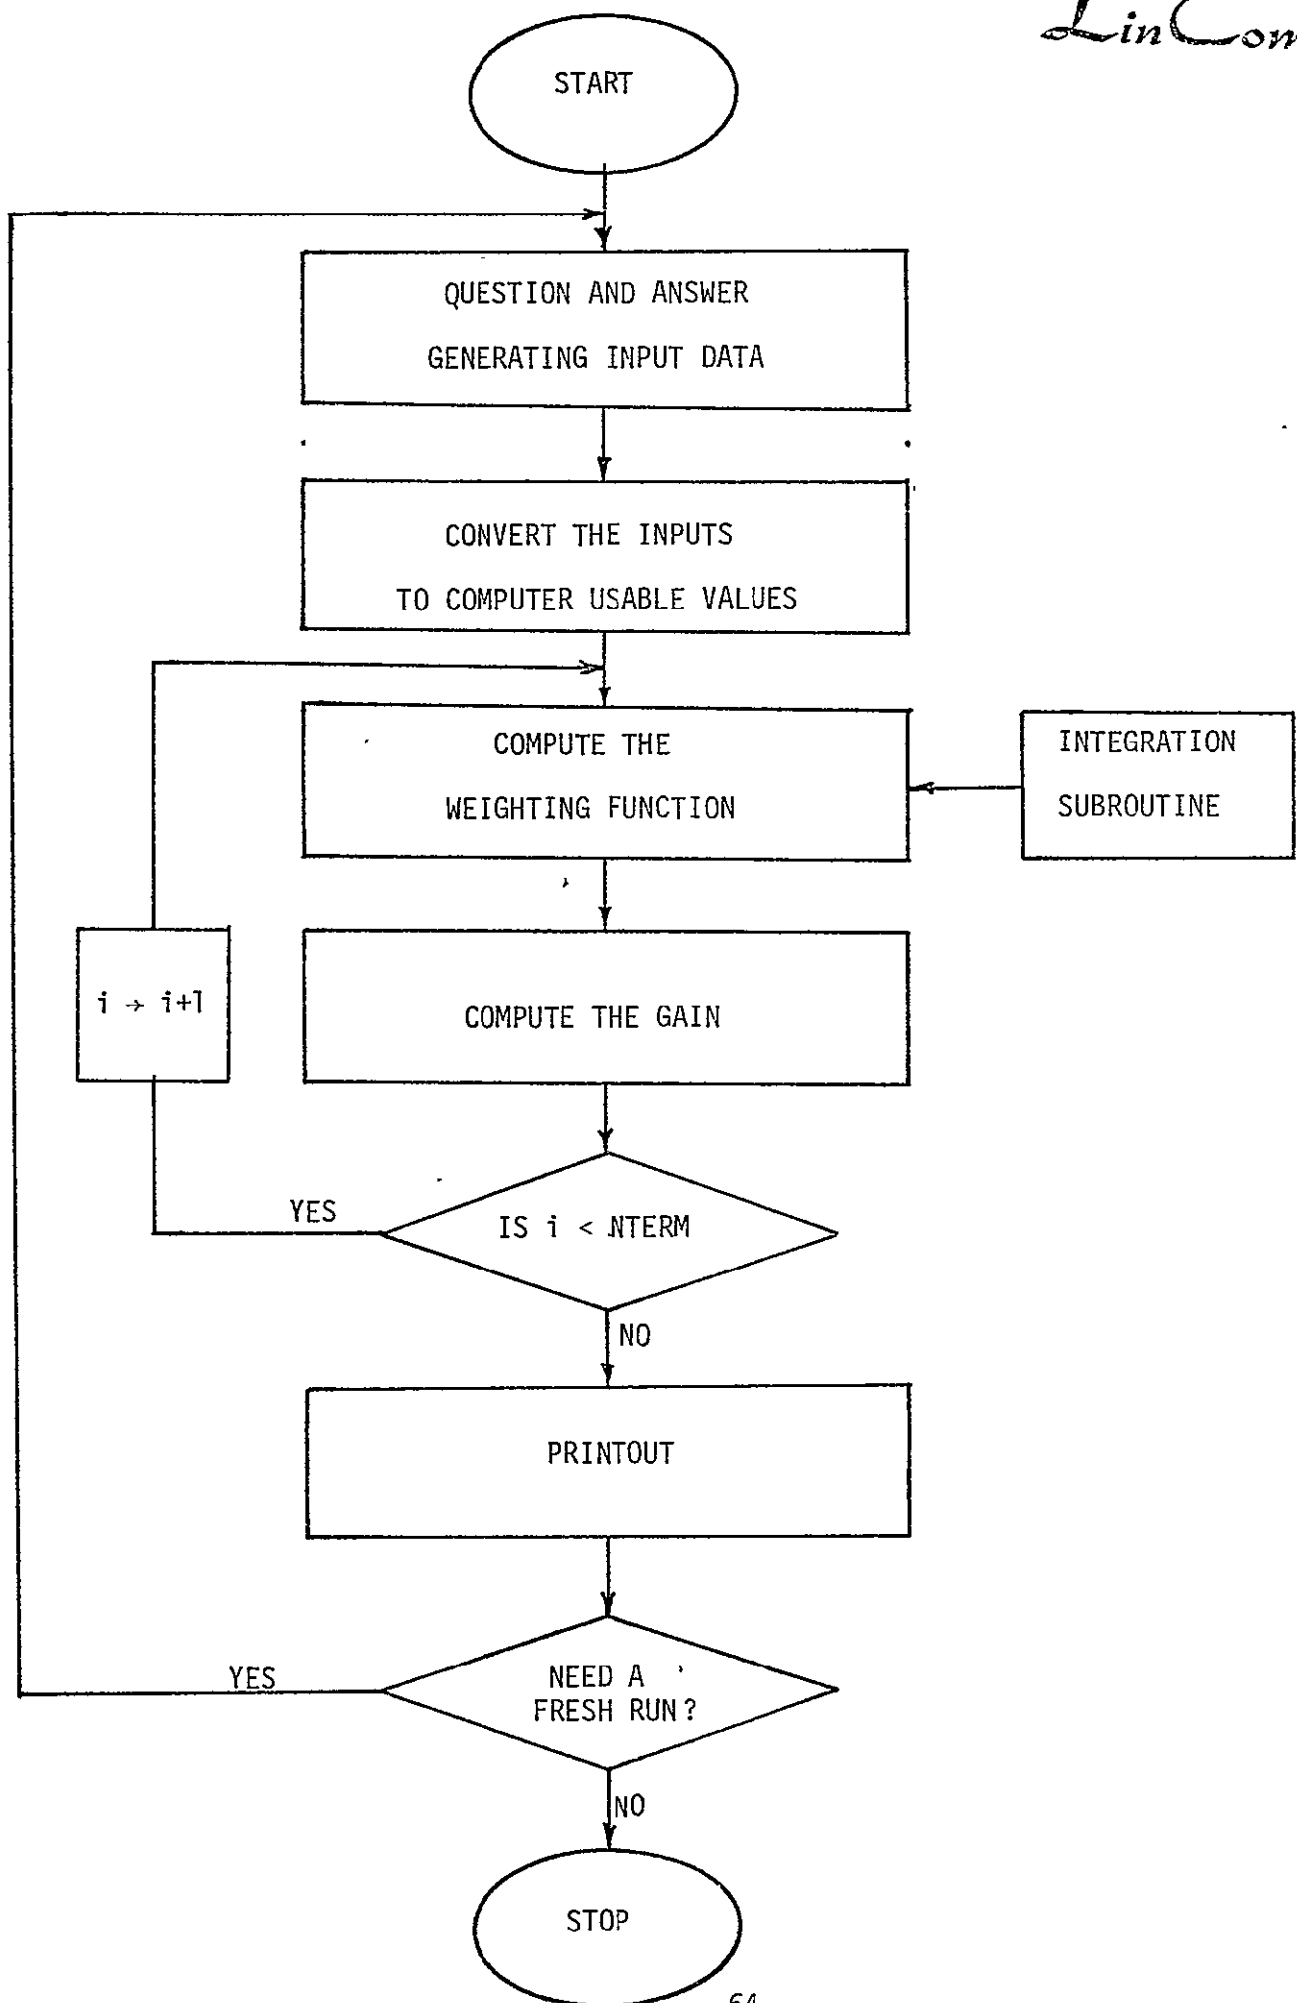 LinCom
START
QUESTION AND ANSWER
GENERATING INPUT DATA
CONVERT THE INPUTS
TO COMPUTER USABLE VALUES
COMPUTE THE
WEIGHTING FUNCTION
INTEGRATION
SUBROUTINE
i → i+1
COMPUTE THE GAIN
YES
IS i < NTERM
NO
PRINTOUT
YES
NEED A
FRESH RUN?
NO
STOP
64